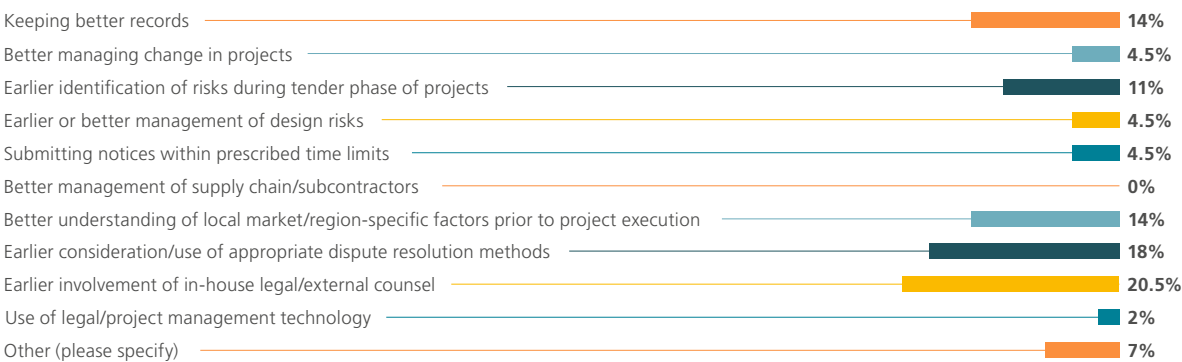 Keeping better records 14%
Better managing change in projects 4.5%
Earlier identification of risks during tender phase of projects 11%
Earlier or better management of design risks 4.5%
Submitting notices within prescribed time limits 4.5%
Better management of supply chain/subcontractors 0%
Better understanding of local market/region-specific factors prior to project execution 14%
Earlier consideration/use of appropriate dispute resolution methods 18%
Earlier involvement of in-house legal/external counsel 20.5%
Use of legal/project management technology 2%
Other (please specify) 7%